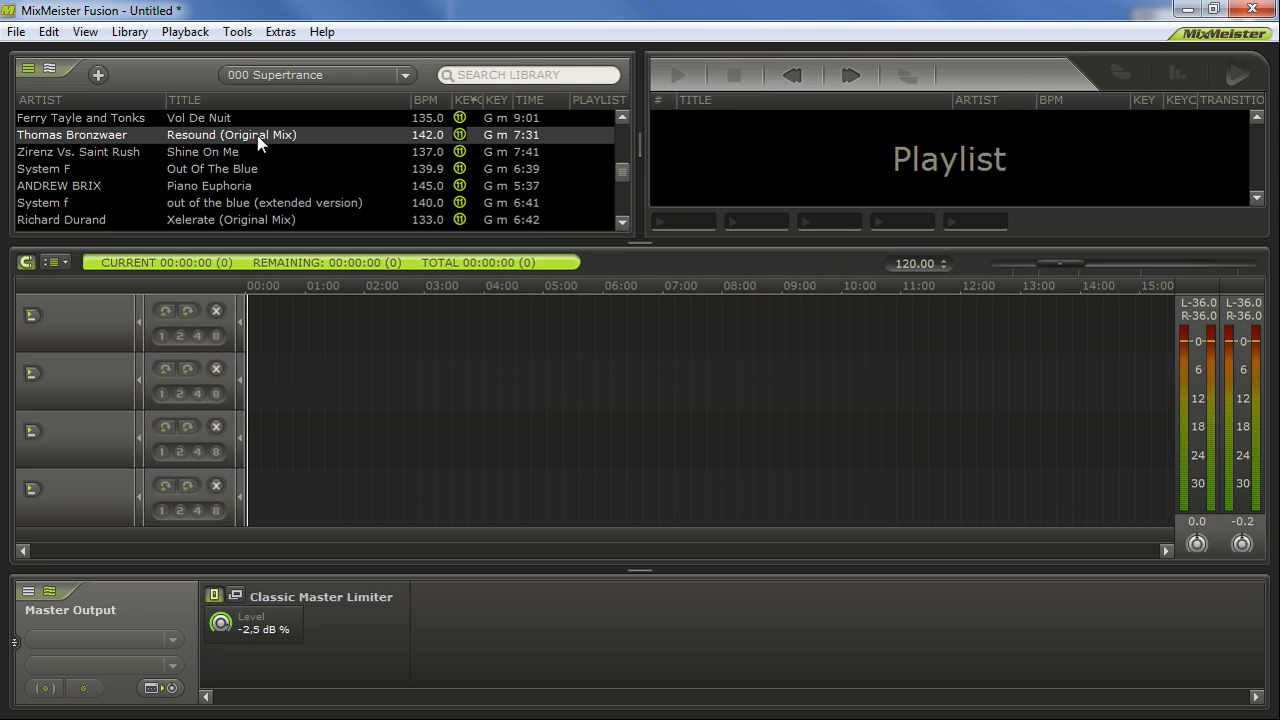 MixMeister Fusion - Untitled *
File Edit View Library Playback Tools Extras Help
MIXMEISTER
000 Supertrance
SEARCH LIBRARY
ARTIST TITLE BPM KEYC KEY TIME PLAYLIST
Ferry Tayle and Tonks Vol De Nuit 135.0 11 G m 9:01
Thomas Bronzwaer Resound (Original Mix) 142.0 11 G m 7:31
Zirenz Vs. Saint Rush Shine On Me 137.0 11 G m 7:41
System F Out Of The Blue 139.9 11 G m 6:39
ANDREW BRIX Piano Euphoria 145.0 11 G m 5:37
System f out of the blue (extended version) 140.0 11 G m 6:41
Richard Durand Xelerate (Original Mix) 133.0 11 G m 6:42
# TITLE ARTIST BPM KEY KEYC TRANSITIO
Playlist
CURRENT 00:00:00 (0) REMAINING: 00:00:00 (0) TOTAL 00:00:00 (0)
120.00
00:00 01:00 02:00 03:00 04:00 05:00 06:00 07:00 08:00 09:00 10:00 11:00 12:00 13:00 14:00 15:00
1 2 4 8
1 2 4 8
1 2 4 8
1 2 4 8
L-36.0 L-36.0
R-36.0 R-36.0
0 0
6 6
12 12
18 18
24 24
30 30
0.0 -0.2
Master Output
Classic Master Limiter
Level
-2,5 dB %